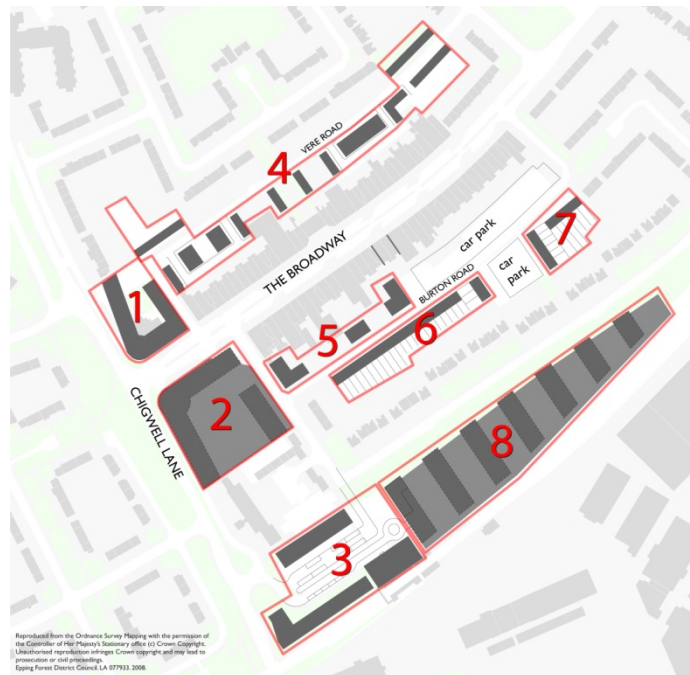 VERE ROAD
4
7
THE BROADWAY
car park
car
park
1
BURTON ROAD
5
6
2
CHIGWELL LANE
8
3
Reproduced from the Ordnance Survey Mapping with the permission of
the Controller of Her Majesty's Stationary office (c) Crown Copyright.
Unauthorised reproduction infringes Crown copyright and may lead to
prosecution or civil proceedings.
Epping Forest District Council. LA 077933. 2008.